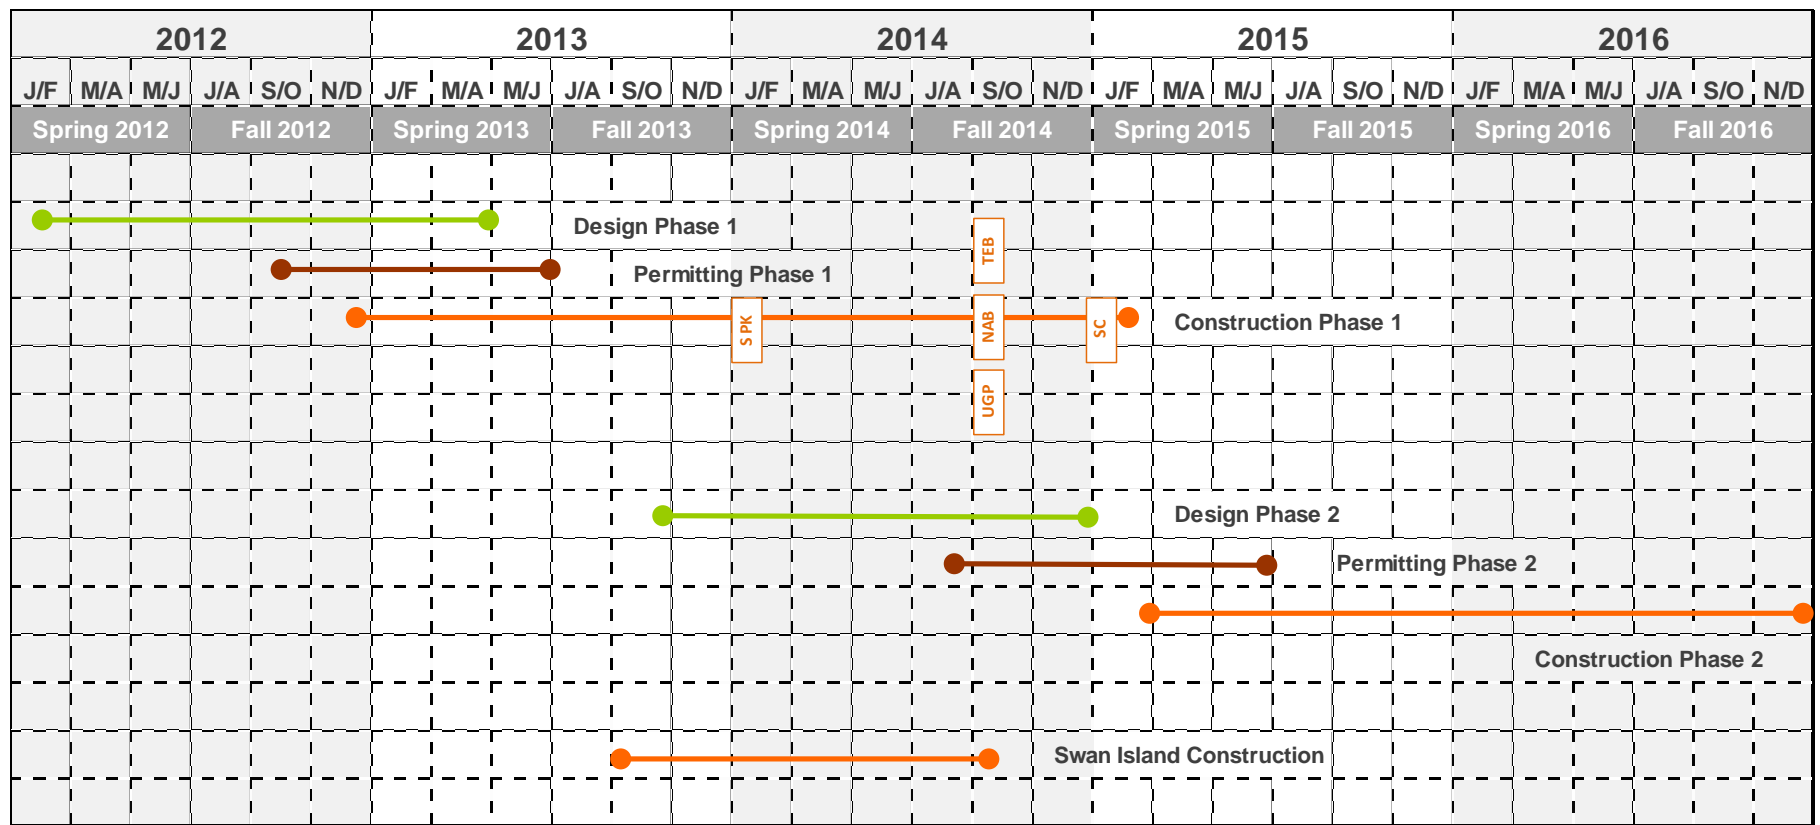 2012 2013 2014 2015 2016
J/F M/A M/J J/A S/O N/D J/F M/A M/J J/A S/O N/D J/F M/A M/J J/A S/O N/D J/F M/A M/J J/A S/O N/D J/F M/A M/J J/A S/O N/D
Spring 2012 Fall 2012 Spring 2013 Fall 2013 Spring 2014 Fall 2014 Spring 2015 Fall 2015 Spring 2016 Fall 2016
Design Phase 1
TEB
Permitting Phase 1
SPK
NAB
SC
Construction Phase 1
UGP
Design Phase 2
Permitting Phase 2
Construction Phase 2
Swan Island Construction